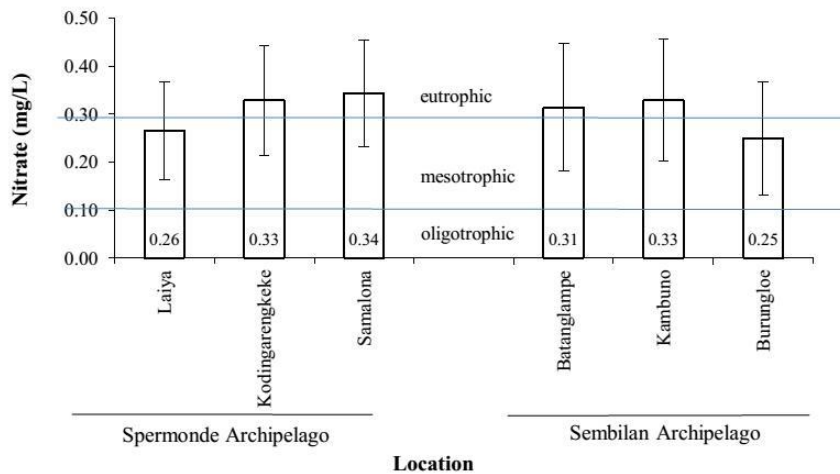 Nitrate (mg/L)
0.50
0.40
0.30
0.20
0.10
0.00
eutrophic
mesotrophic
oligotrophic
0.26
0.33
0.34
0.31
0.33
0.25
Laiya
Kodingarengkeke
Samalona
Batanglampe
Kambuno
Burungloe
Spermonde Archipelago
Sembilan Archipelago
Location